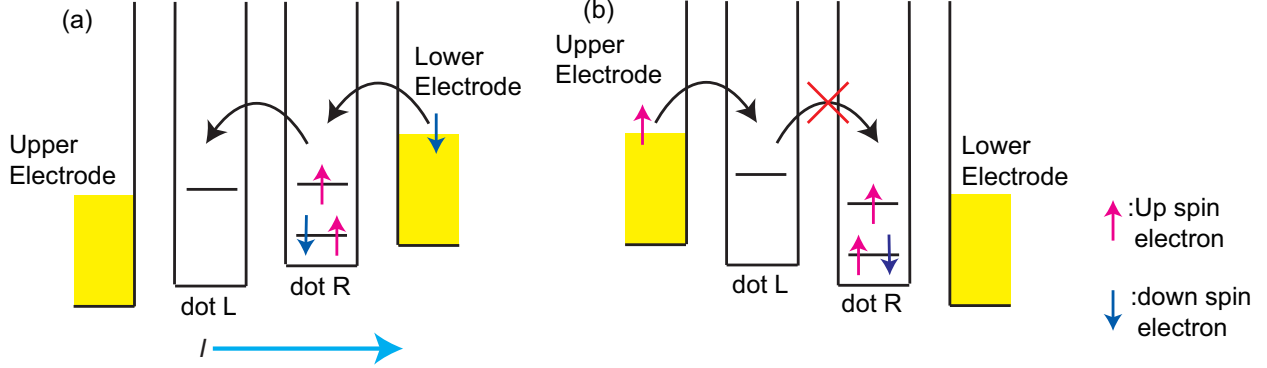 (a)
Lower
Electrode
Upper
Electrode
dot L
dot R
I
(b)
Upper
Electrode
Lower
Electrode
dot L
dot R
:Up spin
electron
:down spin
electron